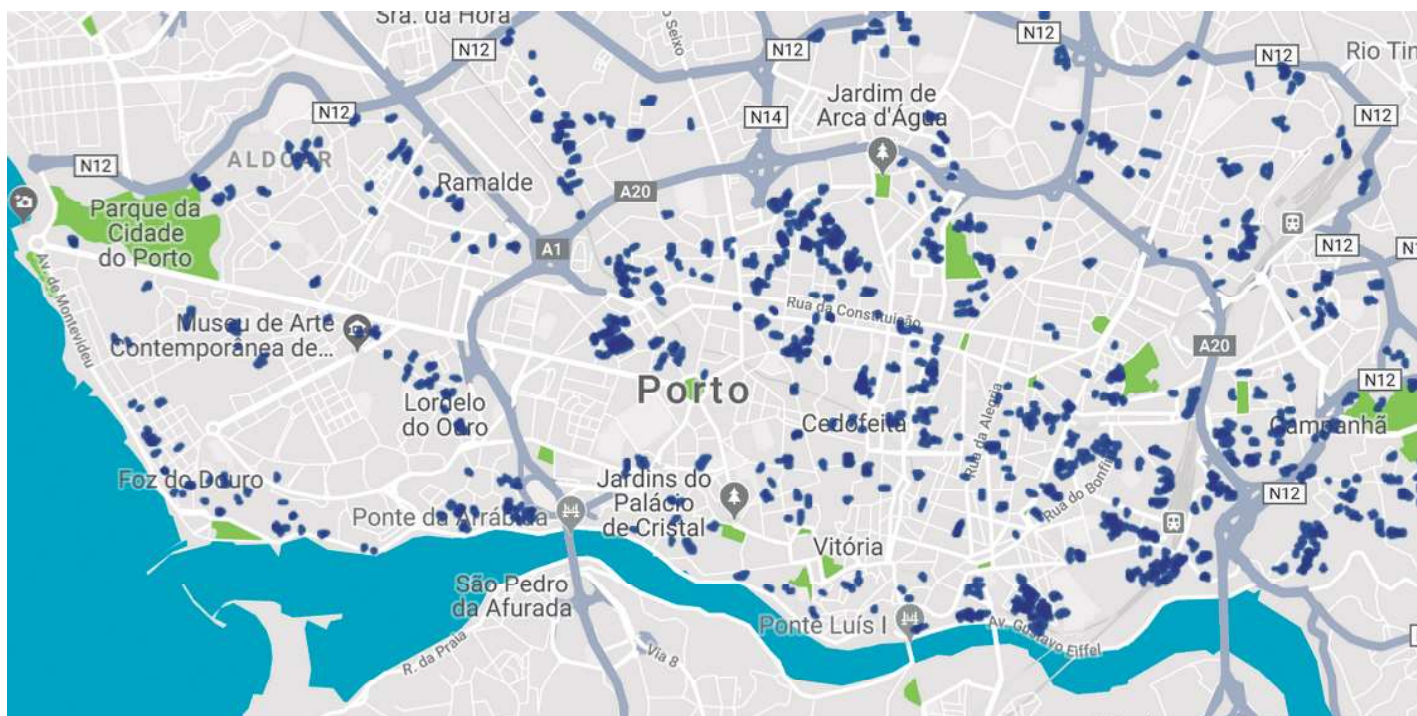 Sra. da Hora
N12
N12
Rio Tin
N12
N12
N14
Jardim de
Arca d'Água
N12
ALDOAR
N12
Ramalde
A20
Parque da
Cidade
do Porto
A1
N12
Av. de Montevideu
Rua da Constituição
Museu de Arte
Contemporânea de...
A20
Porto
N12
Lordelo
do Ouro
Cedofeita
Rua da Alegria
Campanhã
Foz do Douro
Jardins do
Palácio
de Cristal
Rua do Bonfim
N12
Ponte da Arrábida
Vitória
São Pedro
da Afurada
Ponte Luís I
Av. Gustavo Eiffel
R. da Praia
Via 8